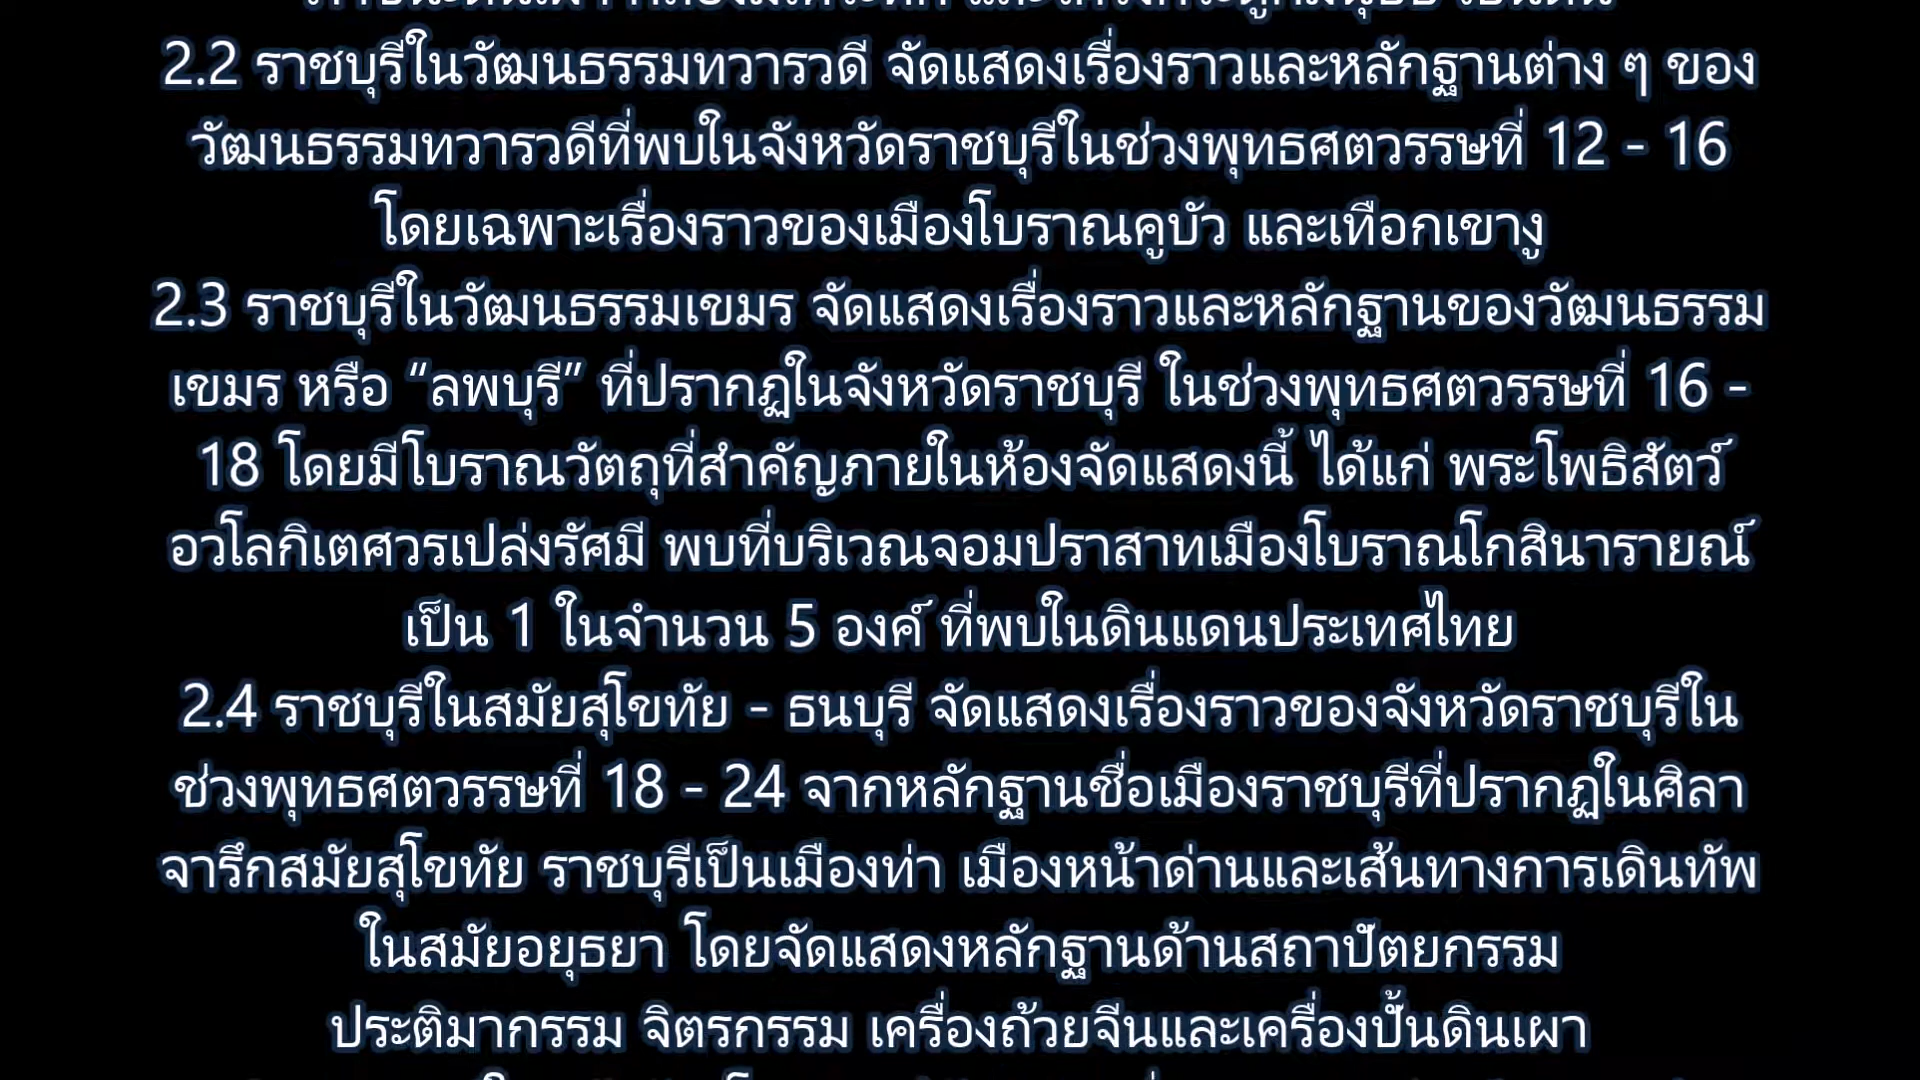 2.2 ราชบุรีในวัฒนธรรมทวารวดี จัดแสดงเรื่องราวและหลักฐานต่าง ๆ ของ
วัฒนธรรมทวารวดีที่พบในจังหวัดราชบุรีในช่วงพุทธศตวรรษที่ 12 - 16
โดยเฉพาะเรื่องราวของเมืองโบราณคูบัว และเทือกเขางู
2.3 ราชบุรีในวัฒนธรรมเขมร จัดแสดงเรื่องราวและหลักฐานของวัฒนธรรม
เขมร หรือ “ลพบุรี” ที่ปรากฏในจังหวัดราชบุรี ในช่วงพุทธศตวรรษที่ 16 -
18 โดยมีโบราณวัตถุที่สำคัญภายในห้องจัดแสดงนี้ ได้แก่ พระโพธิสัตว์
อวโลกิเตศวรเปล่งรัศมี พบที่บริเวณจอมปราสาทเมืองโบราณโกสินารายณ์
เป็น 1 ในจำนวน 5 องค์ ที่พบในดินแดนประเทศไทย
2.4 ราชบุรีในสมัยสุโขทัย - ธนบุรี จัดแสดงเรื่องราวของจังหวัดราชบุรีใน
ช่วงพุทธศตวรรษที่ 18 - 24 จากหลักฐานชื่อเมืองราชบุรีที่ปรากฏในศิลา
จารึกสมัยสุโขทัย ราชบุรีเป็นเมืองท่า เมืองหน้าด่านและเส้นทางการเดินทัพ
ในสมัยอยุธยา โดยจัดแสดงหลักฐานด้านสถาปัตยกรรม
ประติมากรรม จิตรกรรม เครื่องถ้วยจีนและเครื่องปั้นดินเผา